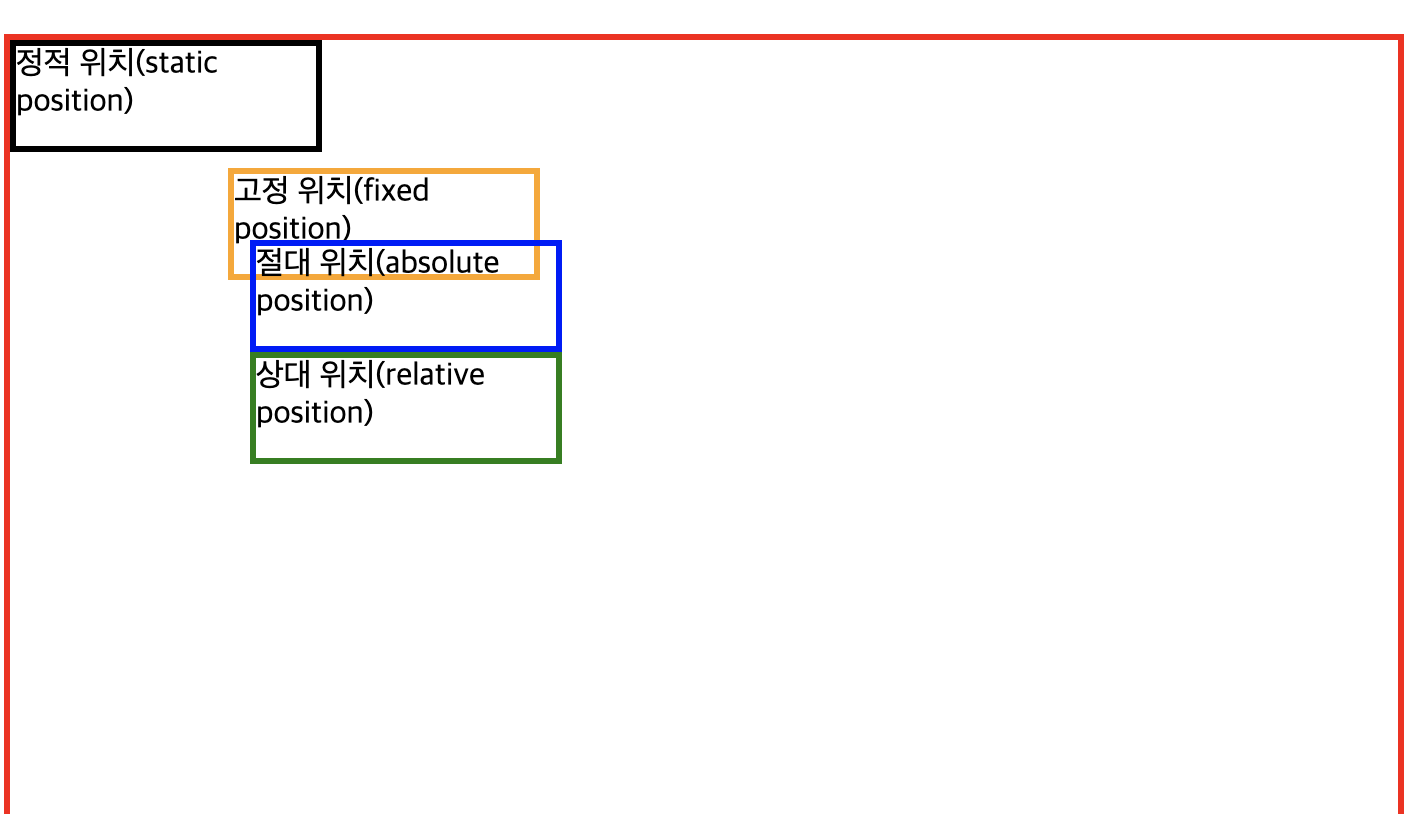 정적 위치(static
position)
고정 위치(fixed
position)
절대 위치(absolute
position)
상대 위치(relative
position)